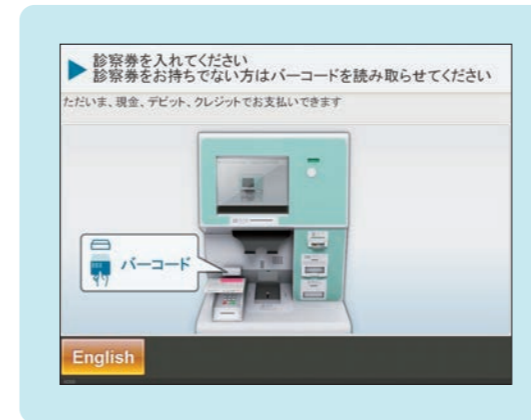 診察券を入れてください
診察券をお持ちでない方はバーコードを読み取らせてください
ただいま、現金、デビット、クレジットでお支払いできます
バーコード
English